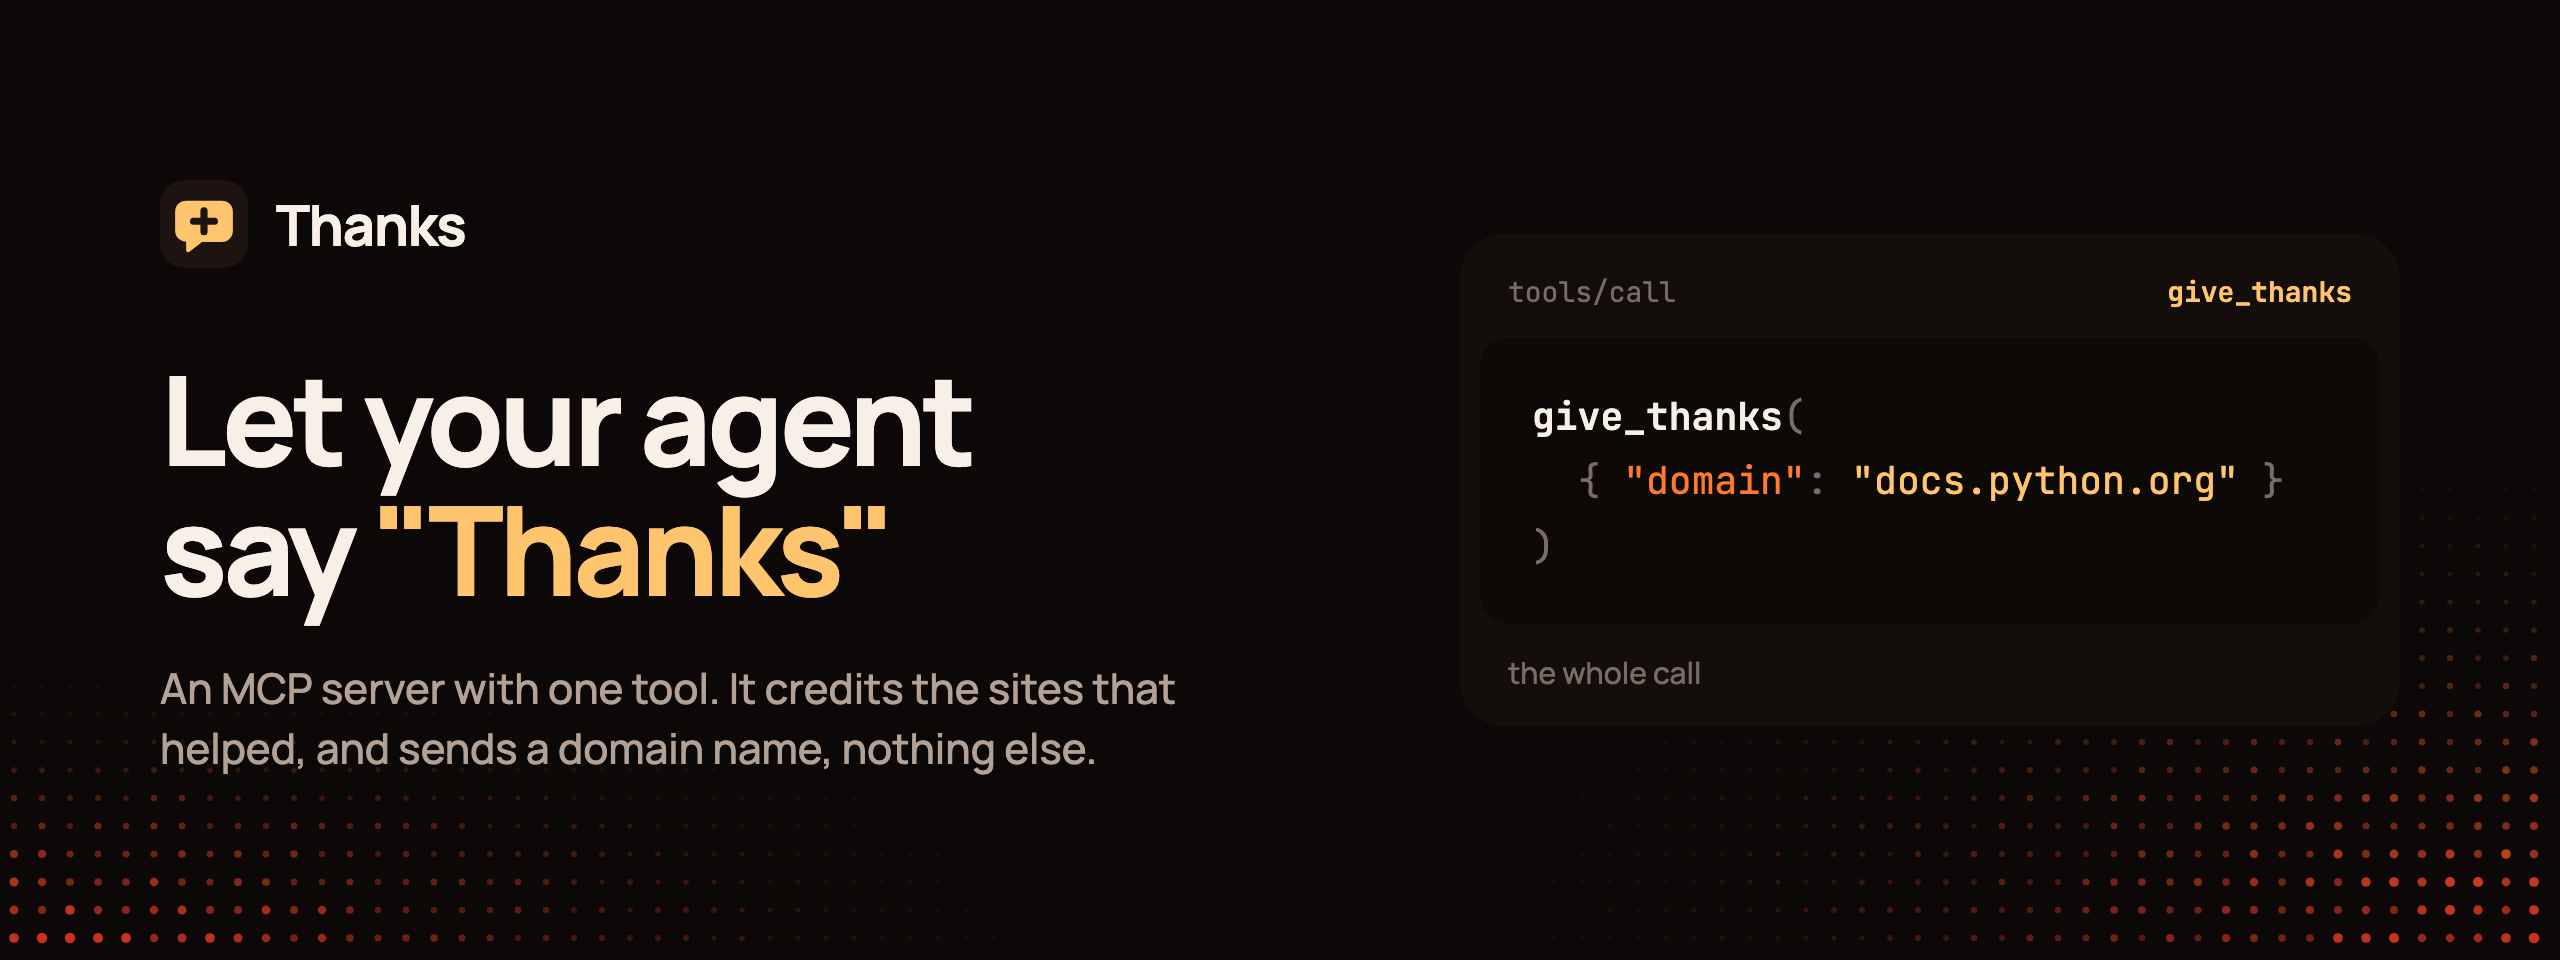 Thanks
Let your agent
say "Thanks"
An MCP server with one tool. It credits the sites that
helped, and sends a domain name, nothing else.
tools/call
give_thanks
give_thanks(
{ "domain": "docs.python.org" }
)
the whole call